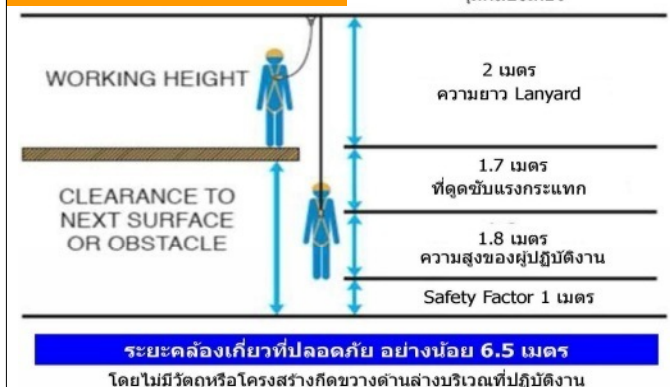 WORKING HEIGHT
2 เมตร
ความยาว Lanyard
1.7 เมตร
ที่ดูดซับแรงกระแทก
CLEARANCE TO
NEXT SURFACE
OR OBSTACLE
1.8 เมตร
ความสูงของผู้ปฏิบัติงาน
Safety Factor 1 เมตร
ระยะคล้องเกี่ยวที่ปลอดภัย อย่างน้อย 6.5 เมตร
โดยไม่มีวัตถุหรือโครงสร้างกีดขวางด้านล่างบริเวณที่ปฏิบัติงาน